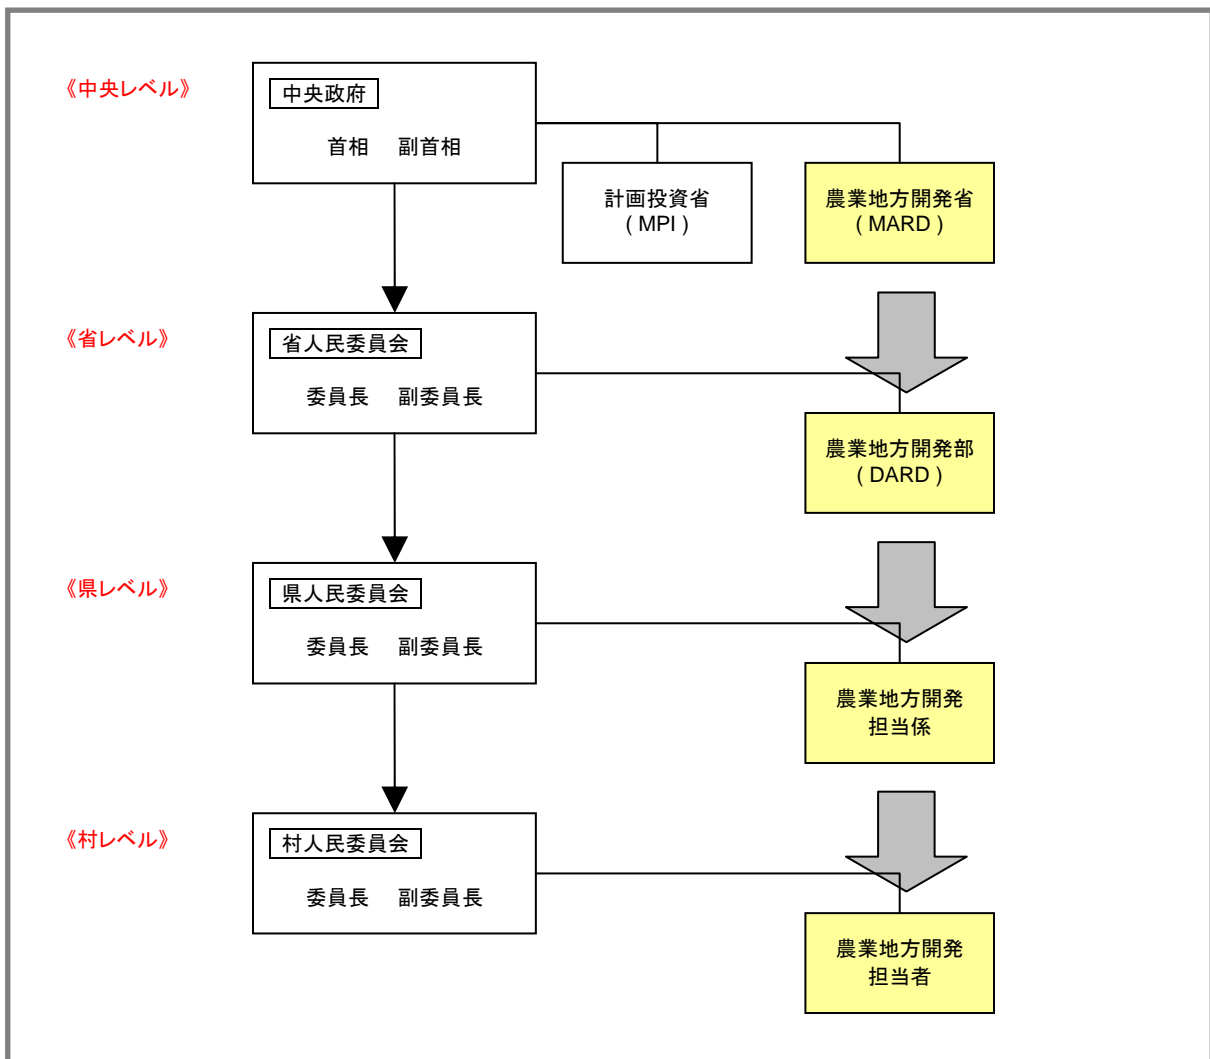 《中央レベル》
中央政府
首相 副首相
計画投資省
( MPI )
農業地方開発省
( MARD )
《省レベル》
省人民委員会
委員長 副委員長
農業地方開発部
( DARD )
《県レベル》
県人民委員会
委員長 副委員長
農業地方開発
担当係
《村レベル》
村人民委員会
委員長 副委員長
農業地方開発
担当者